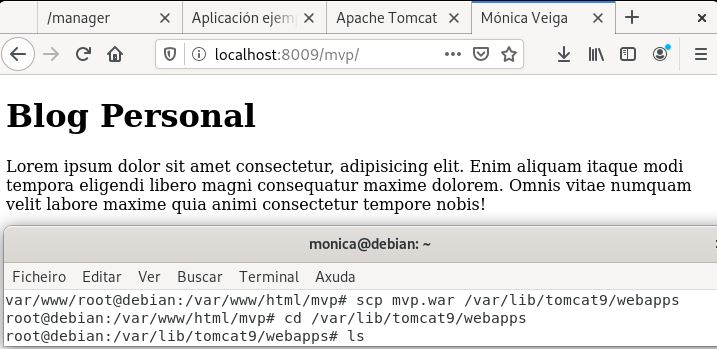 /manager Aplicación ejem Apache Tomcat Mónica Veiga
localhost:8009/mvp/
Blog Personal
Lorem ipsum dolor sit amet consectetur, adipisicing elit. Enim aliquam itaque modi
tempora eligendi libero magni consequatur maxime dolorem. Omnis vitae numquam
velit labore maxime quia animi consectetur tempore nobis!
monica@debian: ~
Ficheiro Editar Ver Buscar Terminal Axuda
var/www/root@debian:/var/www/html/mvp# scp mvp.war /var/lib/tomcat9/webapps
root@debian:/var/www/html/mvp# cd /var/lib/tomcat9/webapps
root@debian:/var/lib/tomcat9/webapps# ls